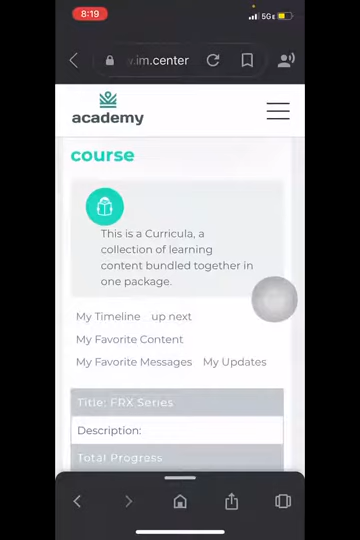 8:19
5GE
v.im.center
academy
course
This is a Curricula, a
collection of learning
content bundled together in
one package.
My Timeline up next
My Favorite Content
My Favorite Messages My Updates
Title: FRX Series
Description:
Total Progress